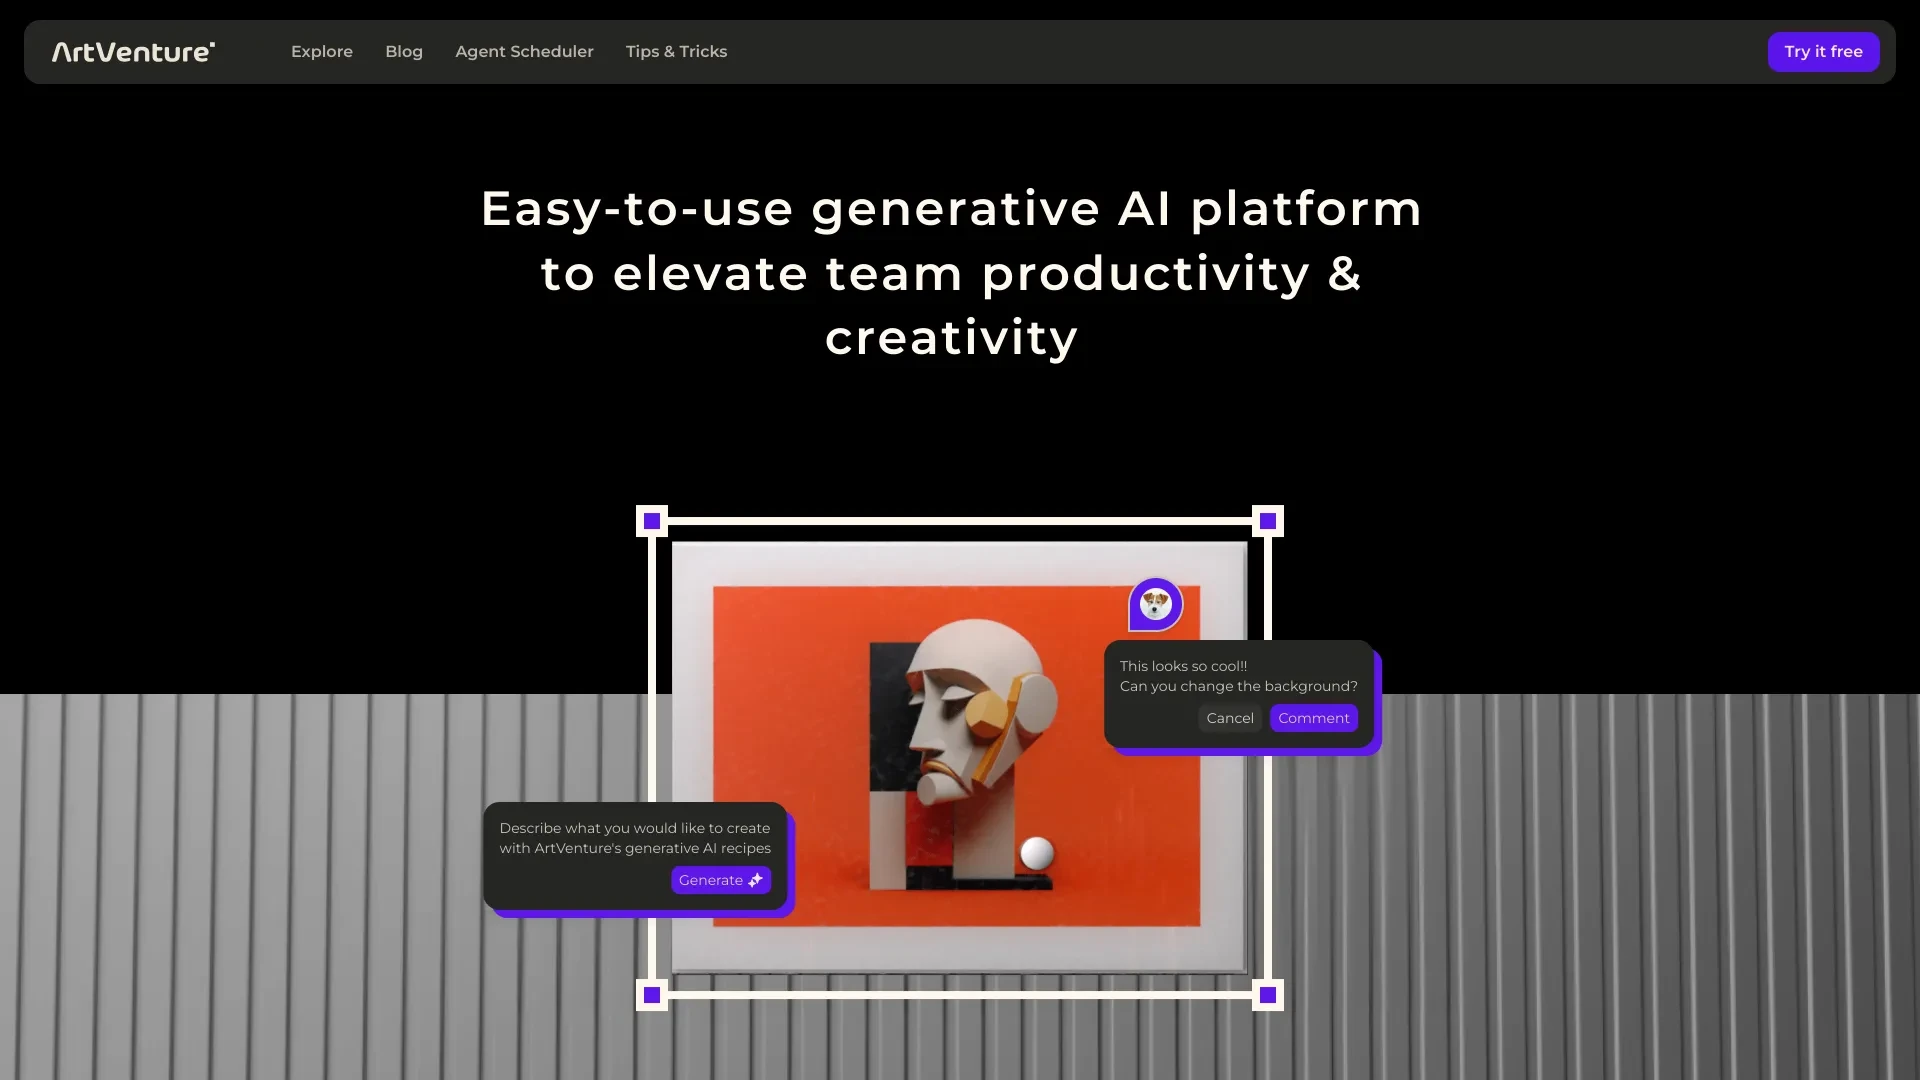 ArtVenture
Explore
Blog
Agent Scheduler
Tips & Tricks
Try it free
Easy-to-use generative AI platform
to elevate team productivity &
creativity
This looks so cool!!
Can you change the background?
Cancel
Comment
Describe what you would like to create
with ArtVenture's generative AI recipes
Generate